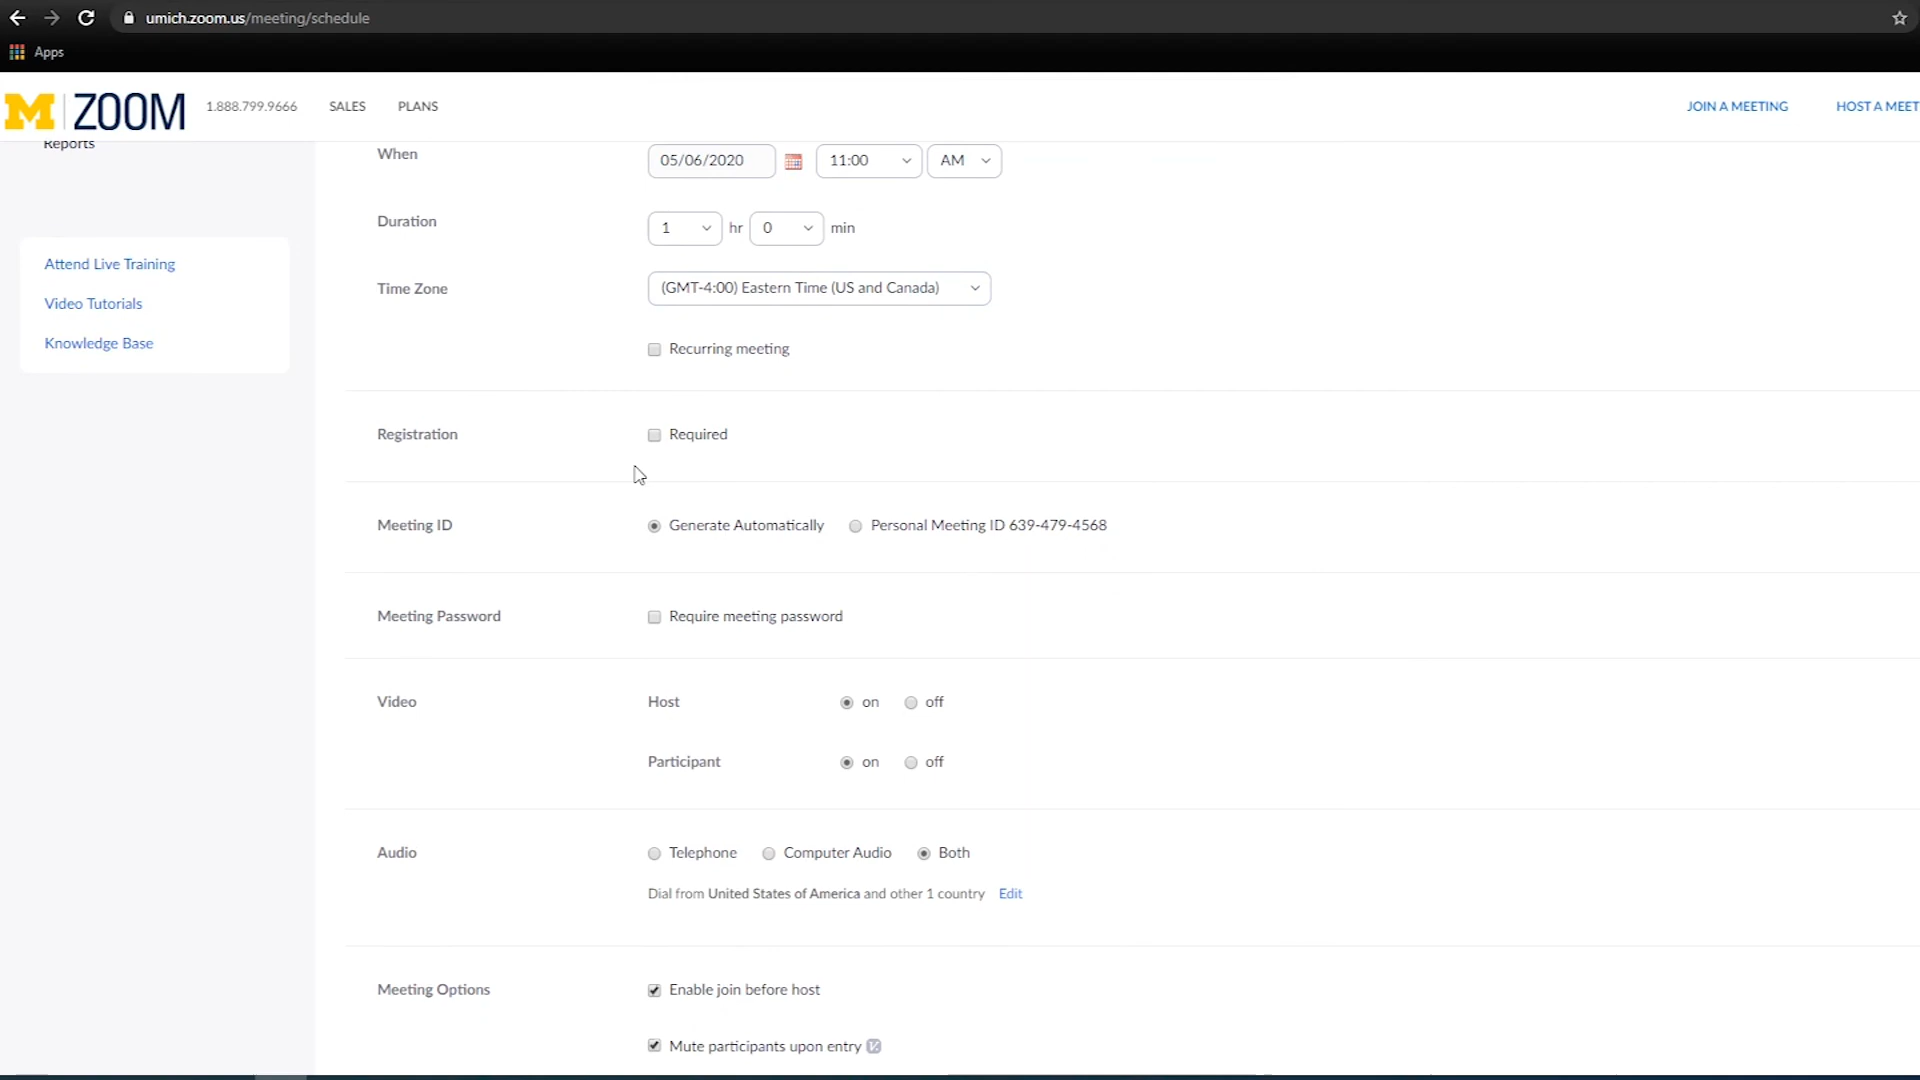 umich.zoom.us/meeting/schedule
Apps
M ZOOM 1.888.799.9666 SALES PLANS JOIN A MEETING HOST A MEET
Reports
When 05/06/2020 11:00 AM
Duration 1 hr 0 min
Attend Live Training
Time Zone (GMT-4:00) Eastern Time (US and Canada)
Video Tutorials
Knowledge Base
Recurring meeting
Registration Required
Meeting ID Generate Automatically Personal Meeting ID 639-479-4568
Meeting Password Require meeting password
Video Host on off
Participant on off
Audio Telephone Computer Audio Both
Dial from United States of America and other 1 country Edit
Meeting Options Enable join before host
Mute participants upon entry